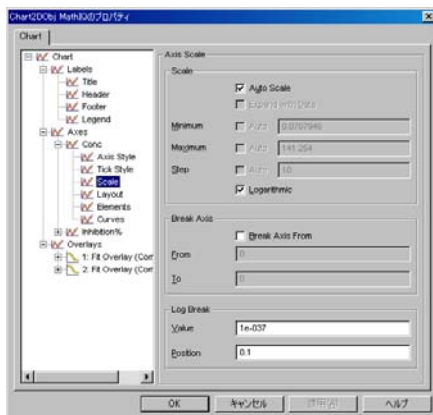 Chart2DObj MathIQのプロパティ
Chart
Chart
Labels
Title
Header
Footer
Legend
Axes
Conc
Axis Style
Tick Style
Scale
Layout
Elements
Curves
Inhibition%
Overlays
1: Fit Overlay (Con
2: Fit Overlay (Con
Axis Scale
Scale
Auto Scale
Expand with Data
Minimum Auto 0.0707946
Maximum Auto 141.254
Step Auto 10
Logarithmic
Break Axis
Break Axis From
From 0
To 0
Log Break
Value 1e-037
Position 0.1
OK キャンセル 適用(A) ヘルプ